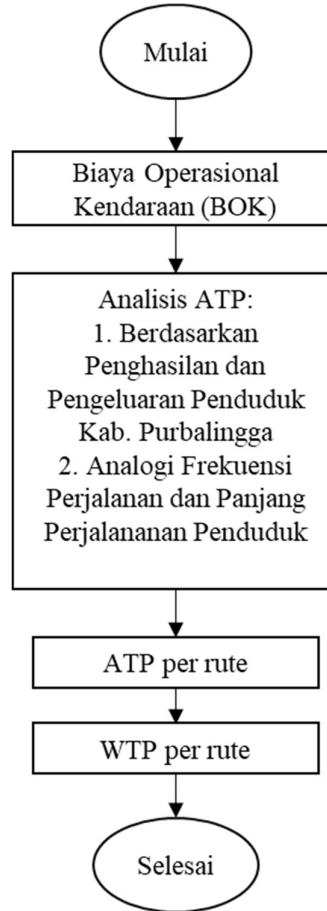 Mulai
Biaya Operasional
Kendaraan (BOK)
Analisis ATP:
1. Berdasarkan
Penghasilan dan
Pengeluaran Penduduk
Kab. Purbalingga
2. Analogi Frekuensi
Perjalanan dan Panjang
Perjalananan Penduduk
ATP per rute
WTP per rute
Selesai